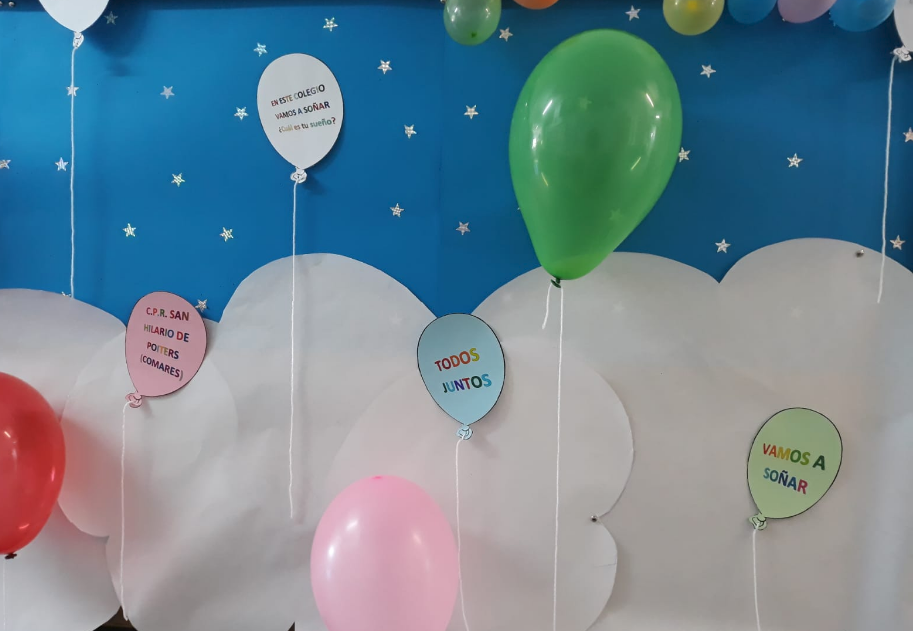 EN ESTE COLEGIO
VAMOS A SOÑAR
¿Cuál es tu sueño?
C.P.R. SAN
HILARIO DE
POITERS
(COMARES)
TODOS
JUNTOS
VAMOS A
SOÑAR